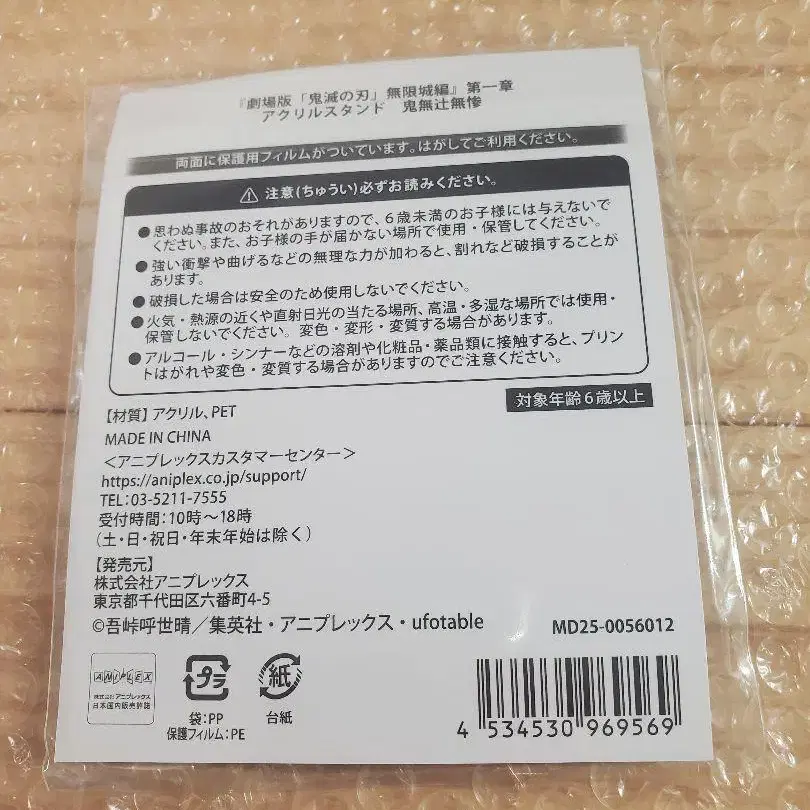 『劇場版「鬼滅の刃」無限城編』第一章
アクリルスタンド　鬼無辻無惨
両面に保護用フィルムがついています。はがしてご利用ください。
⚠ 注意(ちゅうい)必ずお読みください。
●思わぬ事故のおそれがありますので、6歳未満のお子様には与えないで
ください。また、お子様の手が届かない場所で使用・保管してください。
●強い衝撃や曲げるなどの無理な力が加わると、割れなど破損することが
あります。
●破損した場合は安全のため使用しないでください。
●火気・熱源の近くや直射日光の当たる場所、高温・多湿な場所では使用・
保管しないでください。変色・変形・変質する場合があります。
●アルコール・シンナーなどの溶剤や化粧品・薬品類に接触すると、プリン
トはがれや変色・変質する場合がありますのでご注意ください。
対象年齢6歳以上
【材質】アクリル、PET
MADE IN CHINA
＜アニプレックスカスタマーセンター＞
https://aniplex.co.jp/support/
TEL：03-5211-7555
受付時間：10時～18時
（土・日・祝日・年末年始は除く）
【発売元】
株式会社アニプレックス
東京都千代田区六番町4-5
©吾峠呼世晴／集英社・アニプレックス・ufotable
MD25-0056012
ANIPLEX
株式会社アニプレックス
日本国内販売許諾
プラ
袋：PP
保護フィルム：PE
紙
台紙
4 534530 969569